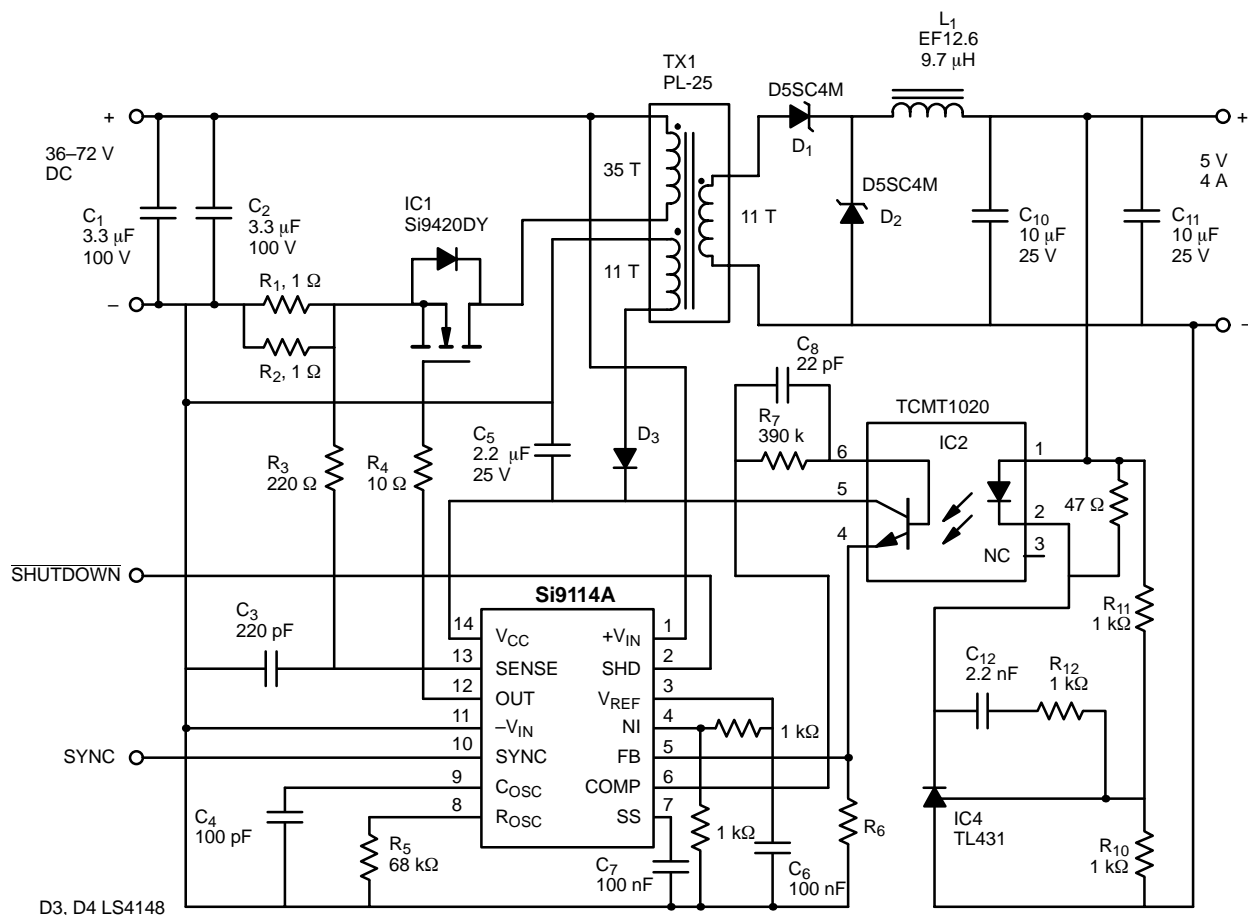 L1
EF12.6
9.7 μH
TX1
PL-25
D5SC4M
D1
+
36–72 V
DC
–
C1
3.3 μF
100 V
C2
3.3 μF
100 V
IC1
Si9420DY
35 T
11 T
11 T
D5SC4M
D2
C10
10 μF
25 V
C11
10 μF
25 V
+
5 V
4 A
–
R1, 1 Ω
R2, 1 Ω
R3
220 Ω
R4
10 Ω
C5
2.2 μF
25 V
D3
C8
22 pF
R7
390 k
TCMT1020
IC2
6
5
4
1
2
3
NC
47 Ω
SHUTDOWN
C3
220 pF
Si9114A
14 VCC
13 SENSE
12 OUT
11 –VIN
10 SYNC
9 COSC
8 ROSC
+VIN 1
SHD 2
VREF 3
NI 4
FB 5
COMP 6
SS 7
SYNC
C4
100 pF
R5
68 kΩ
1 kΩ
1 kΩ
C7
100 nF
C6
100 nF
R6
R11
1 kΩ
C12
2.2 nF
R12
1 kΩ
IC4
TL431
R10
1 kΩ
D3, D4 LS4148